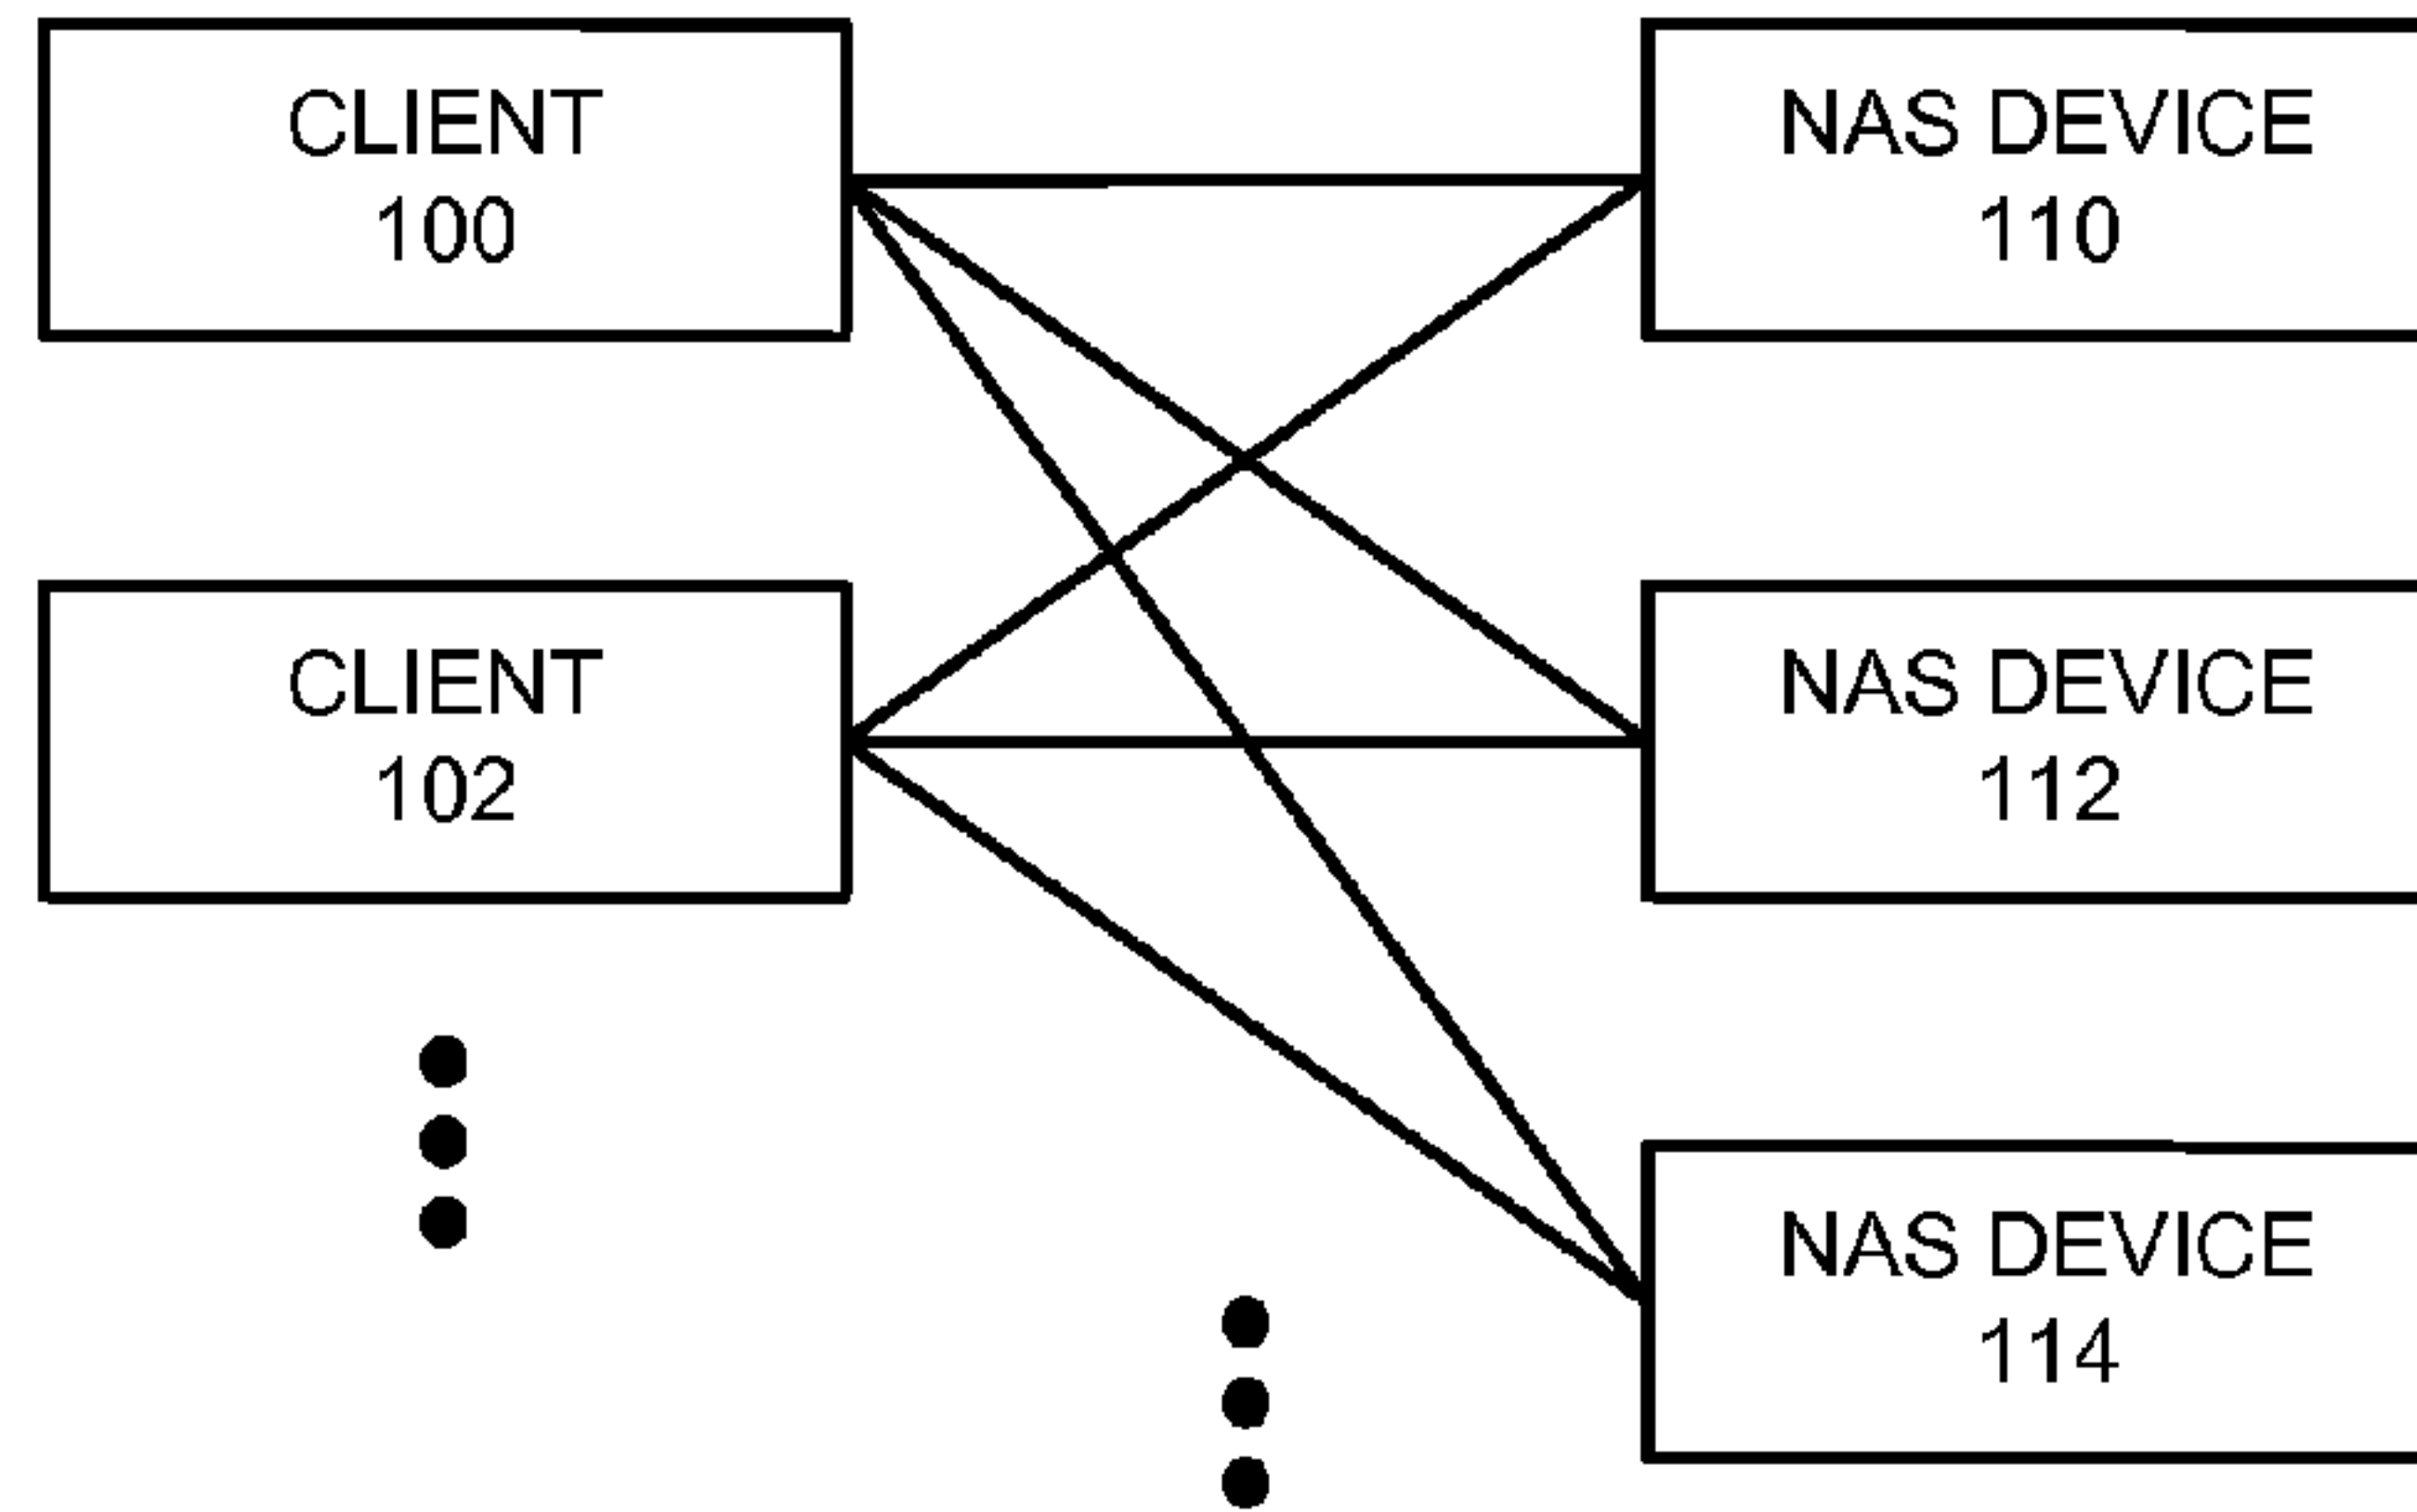 CLIENT
100
NAS DEVICE
110
CLIENT
102
NAS DEVICE
112
NAS DEVICE
114